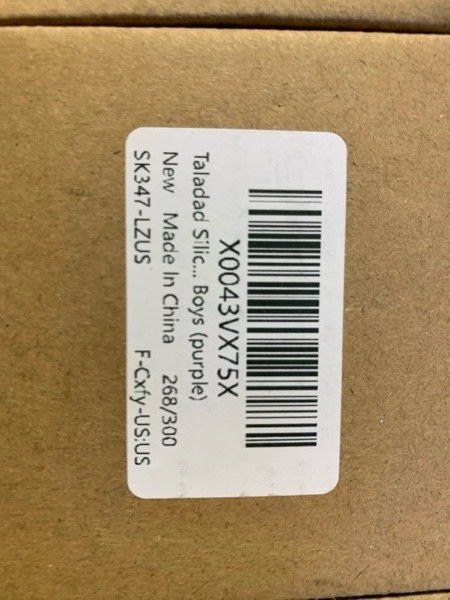 X0043VX75X
Taladad Silic... Boys (purple)
New Made In China 268/300
SK347-LZUS F-Cxfy-US:US